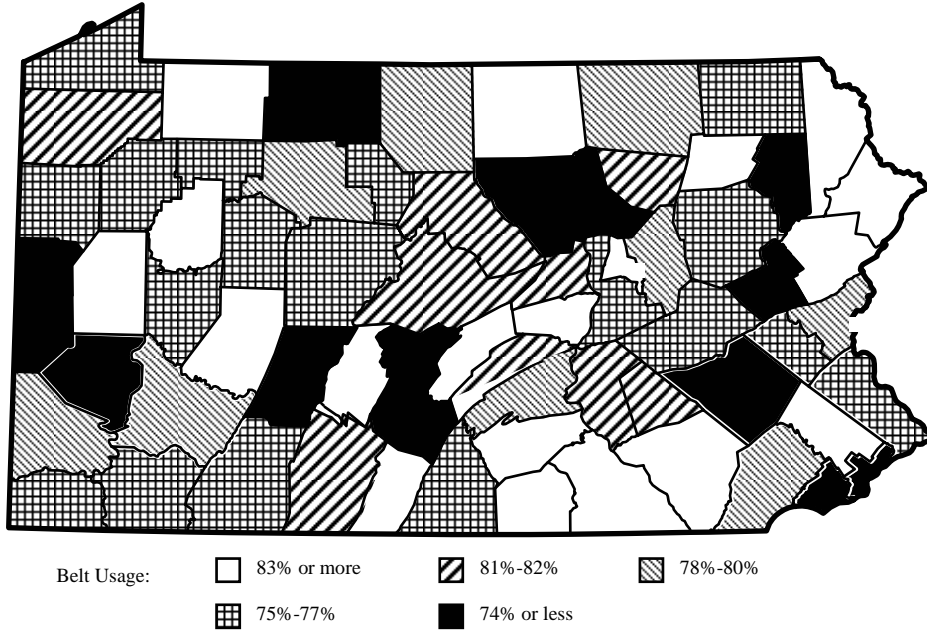 Belt Usage:
83% or more
81%-82%
78%-80%
75%-77%
74% or less